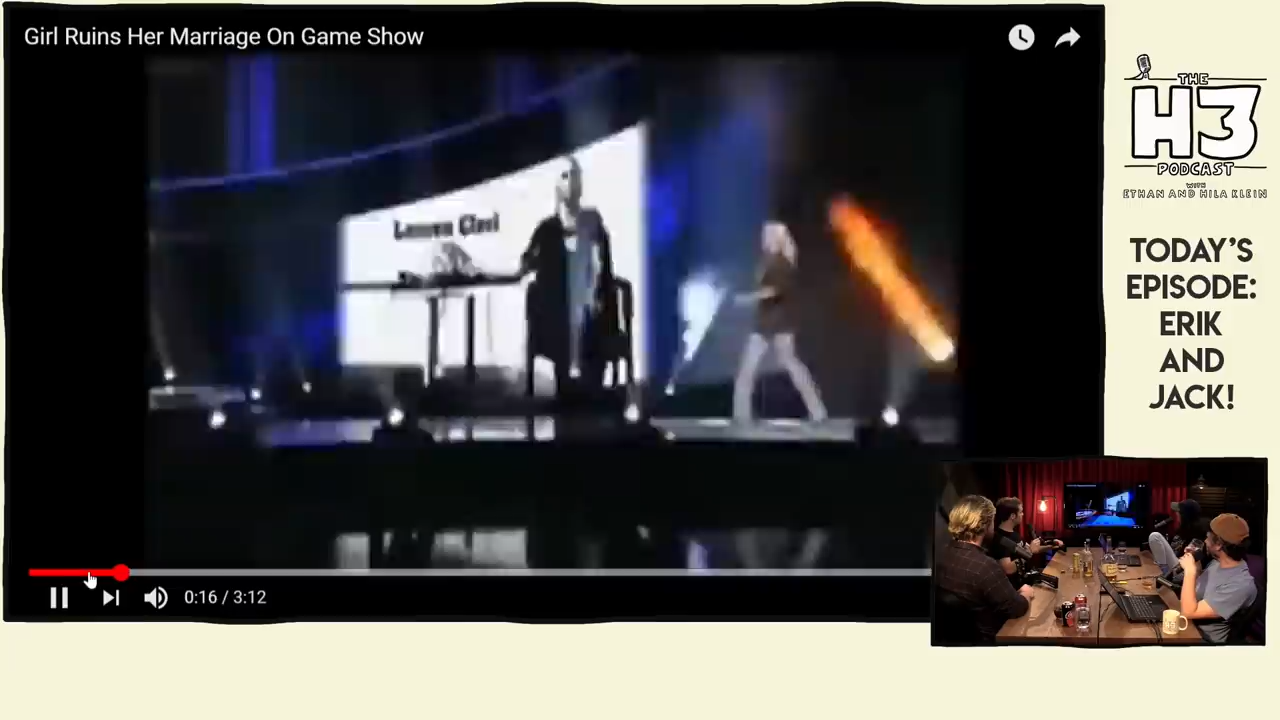 Girl Ruins Her Marriage On Game Show
0:16 / 3:12
THE
H3
PODCAST
WITH
ETHAN AND HILA KLEIN
TODAY'S
EPISODE:
ERIK
AND
JACK!